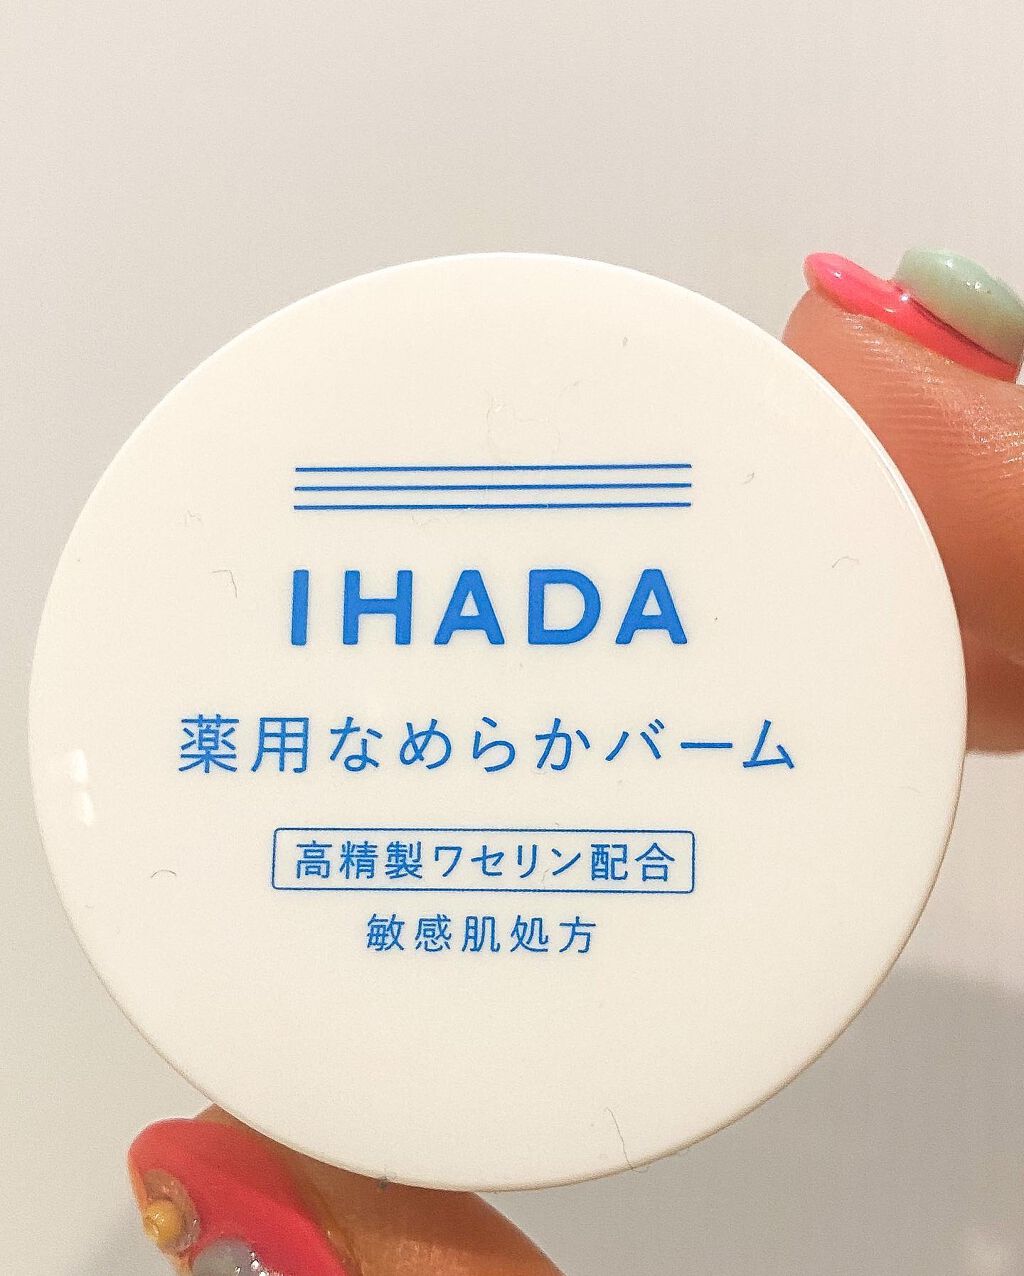 IHADA
薬用なめらかバーム
高精製ワセリン配合
敏感肌処方